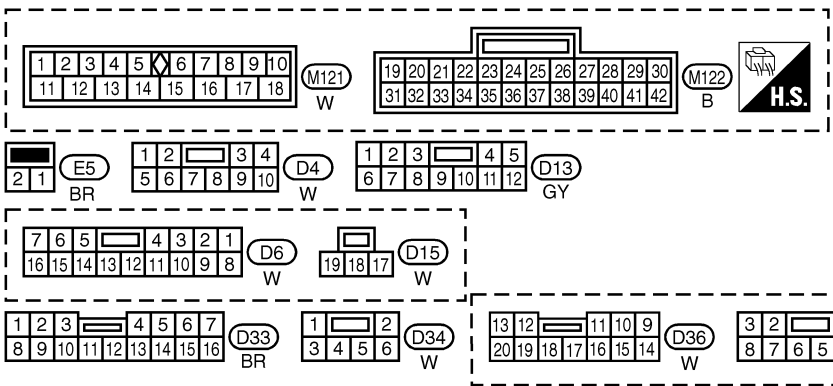 1 2 3 4 5 6 7 8 9 10
11 12 13 14 15 16 17 18
M121
W
19 20 21 22 23 24 25 26 27 28 29 30
31 32 33 34 35 36 37 38 39 40 41 42
M122
B
H.S.
2 1
E5
BR
1 2 3 4
5 6 7 8 9 10
D4
W
1 2 3 4 5
6 7 8 9 10 11 12
D13
GY
7 6 5 4 3 2 1
16 15 14 13 12 11 10 9 8
D6
W
19 18 17
D15
W
1 2 3 4 5 6 7
8 9 10 11 12 13 14 15 16
D33
BR
1 2
3 4 5 6
D34
W
13 12 11 10 9
20 19 18 17 16 15 14
D36
W
3 2
8 7 6 5